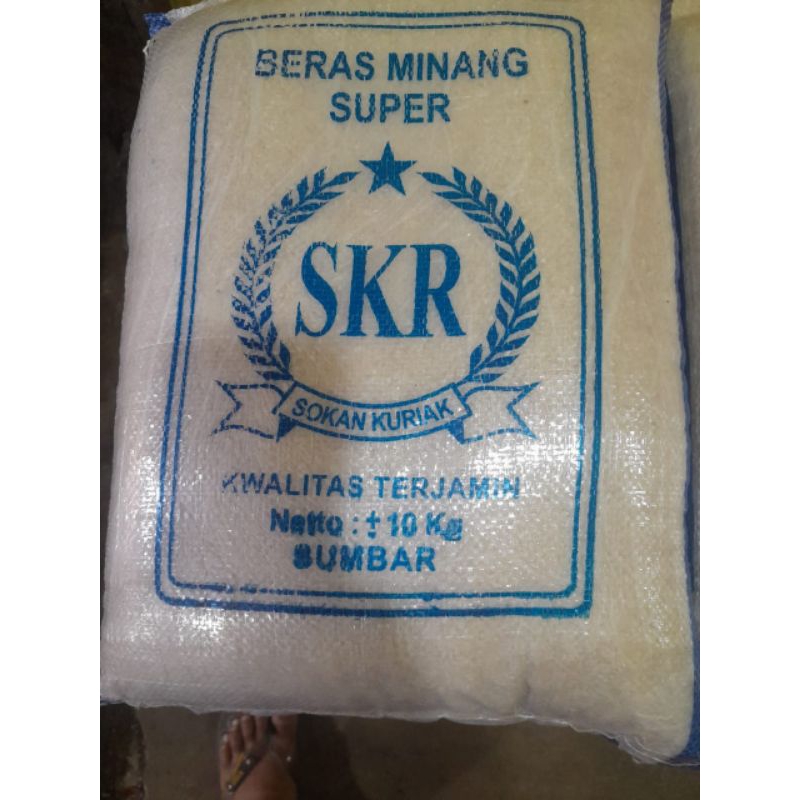 BERAS MINANG
SUPER
SKR
SOKAN KURIAK
KWALITAS TERJAMIN
Netto : ± 10 Kg
SUMBAR